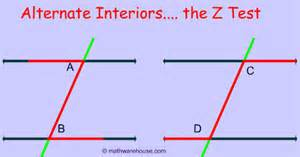 Alternate Interiors.... the Z Test
A
C
B
D
© mathwarehouse.com